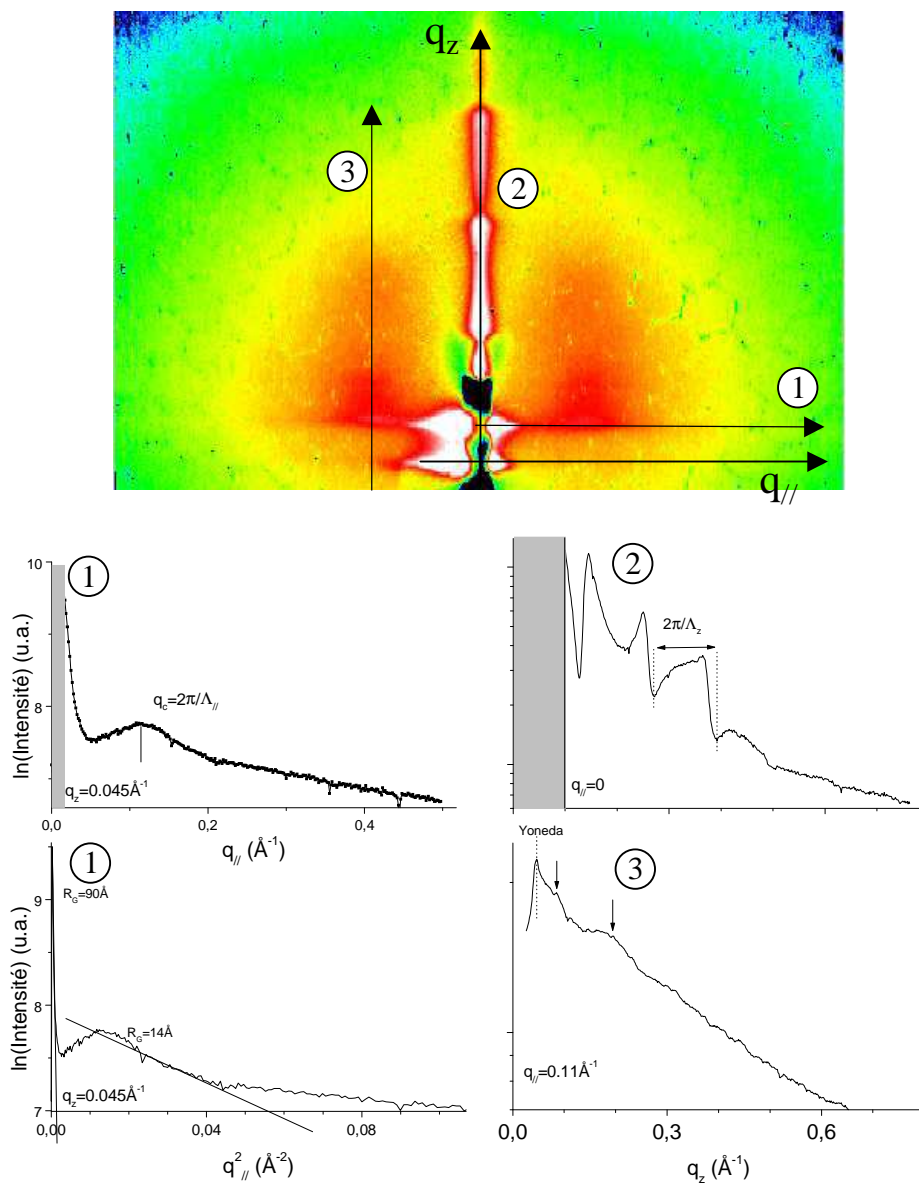 q_z
3
2
1
q_//
10
9
8
ln(Intensité) (u.a.)
1
q_c=2π/Λ_//
q_z=0.045Å^-1
0,0
0,2
0,4
q_// (Å^-1)
2
2π/Λ_z
q_//=0
9
8
7
ln(Intensité) (u.a.)
1
R_G=90Å
R_G=14Å
q_z=0.045Å^-1
0,00
0,04
0,08
q^2_// (Å^-2)
Yoneda
3
q_//=0.11Å^-1
0,0
0,3
0,6
q_z (Å^-1)